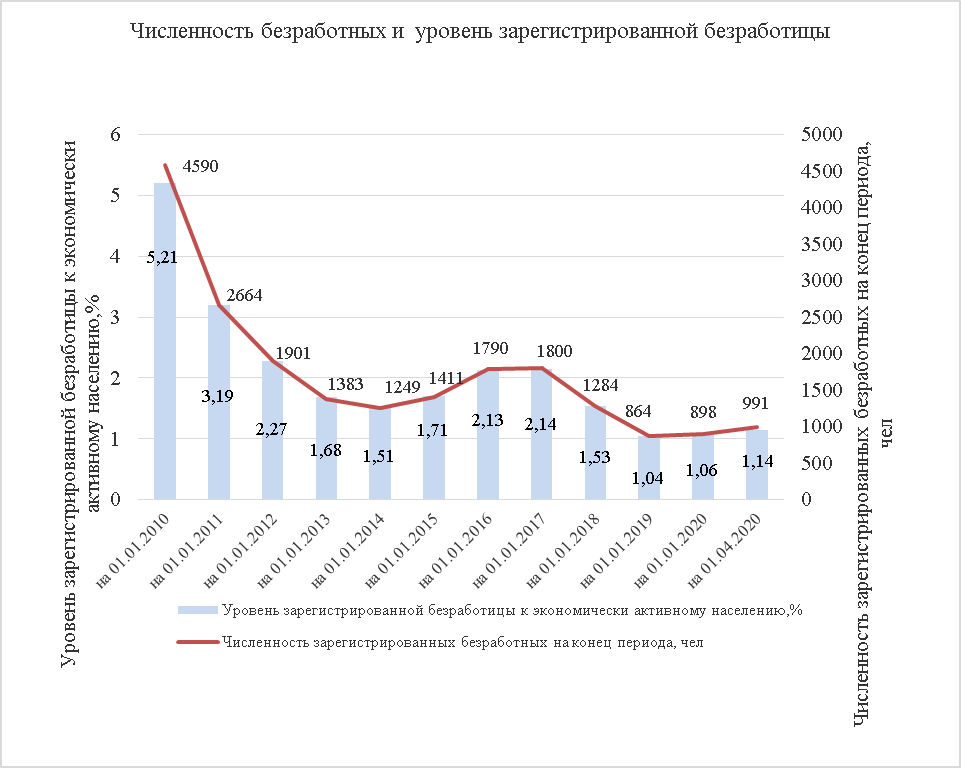 Численность безработных и уровень зарегистрированной безработицы
Уровень зарегистрированной безработицы к экономически
активному населению,%
6
5
4
3
2
1
0
5000
4500
4000
3500
3000
2500
2000
1500
1000
500
0
Численность зарегистрированных безработных на конец периода,
чел
4590
2664
1901
1383
1249
1411
1790
1800
1284
864
898
991
5,21
3,19
2,27
1,68
1,51
1,71
2,13
2,14
1,53
1,04
1,06
1,14
на 01.01.2010
на 01.01.2011
на 01.01.2012
на 01.01.2013
на 01.01.2014
на 01.01.2015
на 01.01.2016
на 01.01.2017
на 01.01.2018
на 01.01.2019
на 01.01.2020
на 01.04.2020
Уровень зарегистрированной безработицы к экономически активному населению,%
Численность зарегистрированных безработных на конец периода, чел